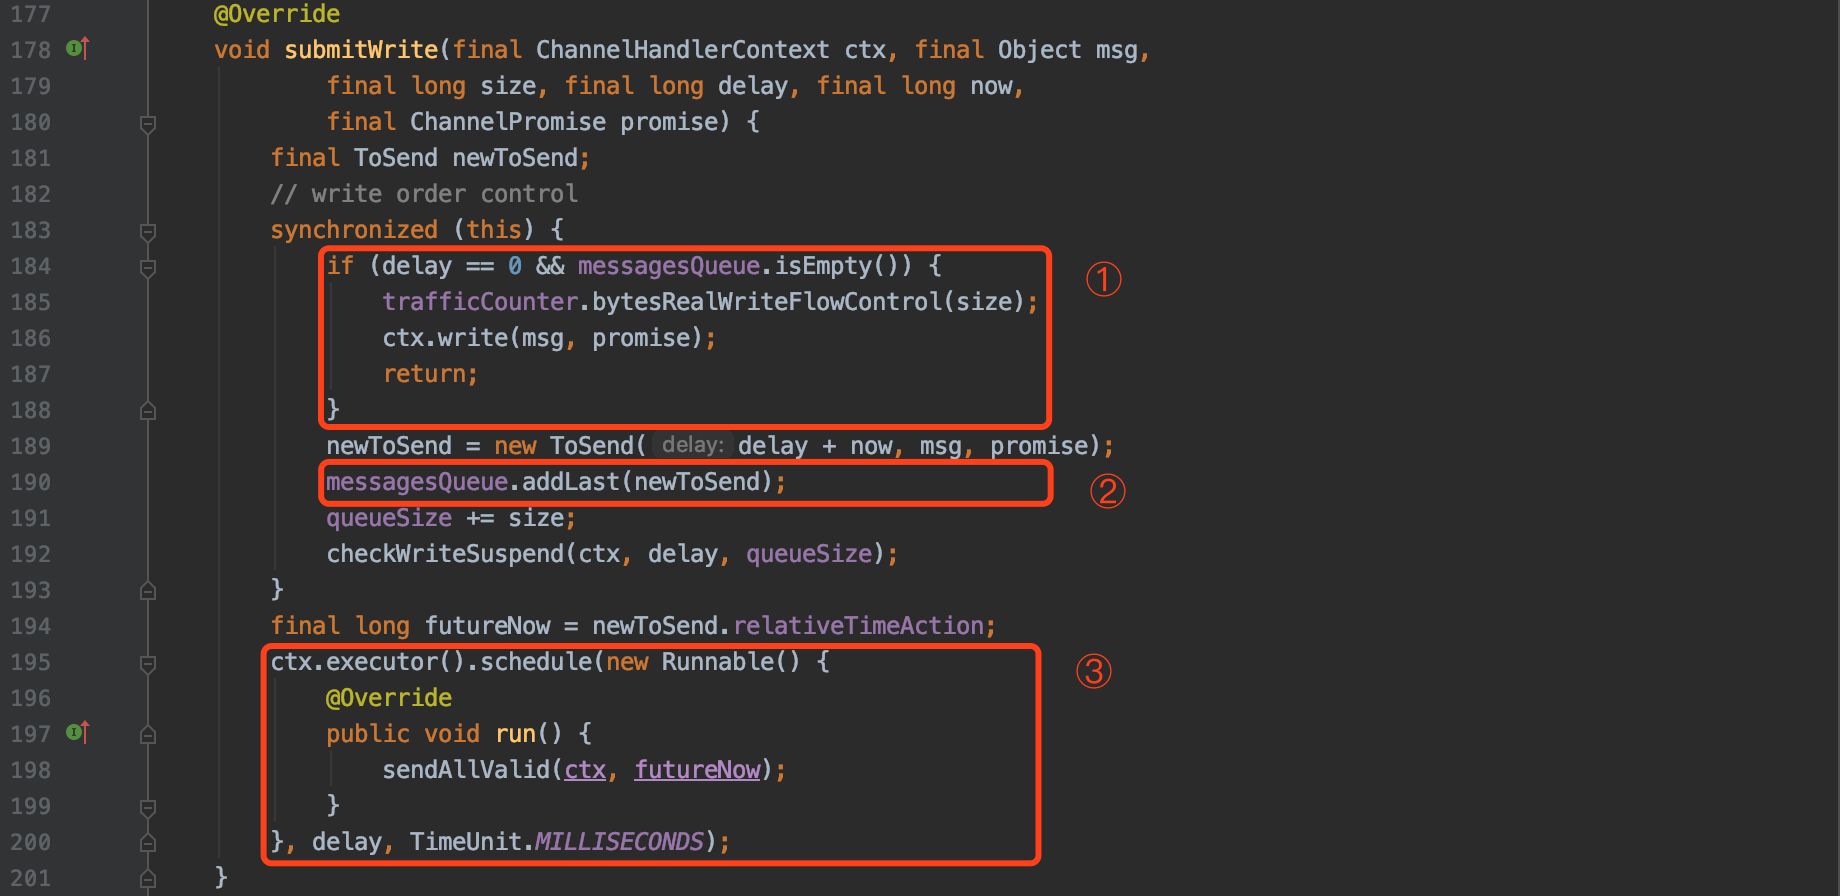 177 @Override
178 void submitWrite(final ChannelHandlerContext ctx, final Object msg,
179 final long size, final long delay, final long now,
180 final ChannelPromise promise) {
181 final ToSend newToSend;
182 // write order control
183 synchronized (this) {
184 if (delay == 0 && messagesQueue.isEmpty()) { ①
185 trafficCounter.bytesRealWriteFlowControl(size);
186 ctx.write(msg, promise);
187 return;
188 }
189 newToSend = new ToSend( delay: delay + now, msg, promise);
190 messagesQueue.addLast(newToSend); ②
191 queueSize += size;
192 checkWriteSuspend(ctx, delay, queueSize);
193 }
194 final long futureNow = newToSend.relativeTimeAction;
195 ctx.executor().schedule(new Runnable() { ③
196 @Override
197 public void run() {
198 sendAllValid(ctx, futureNow);
199 }
200 }, delay, TimeUnit.MILLISECONDS);
201 }